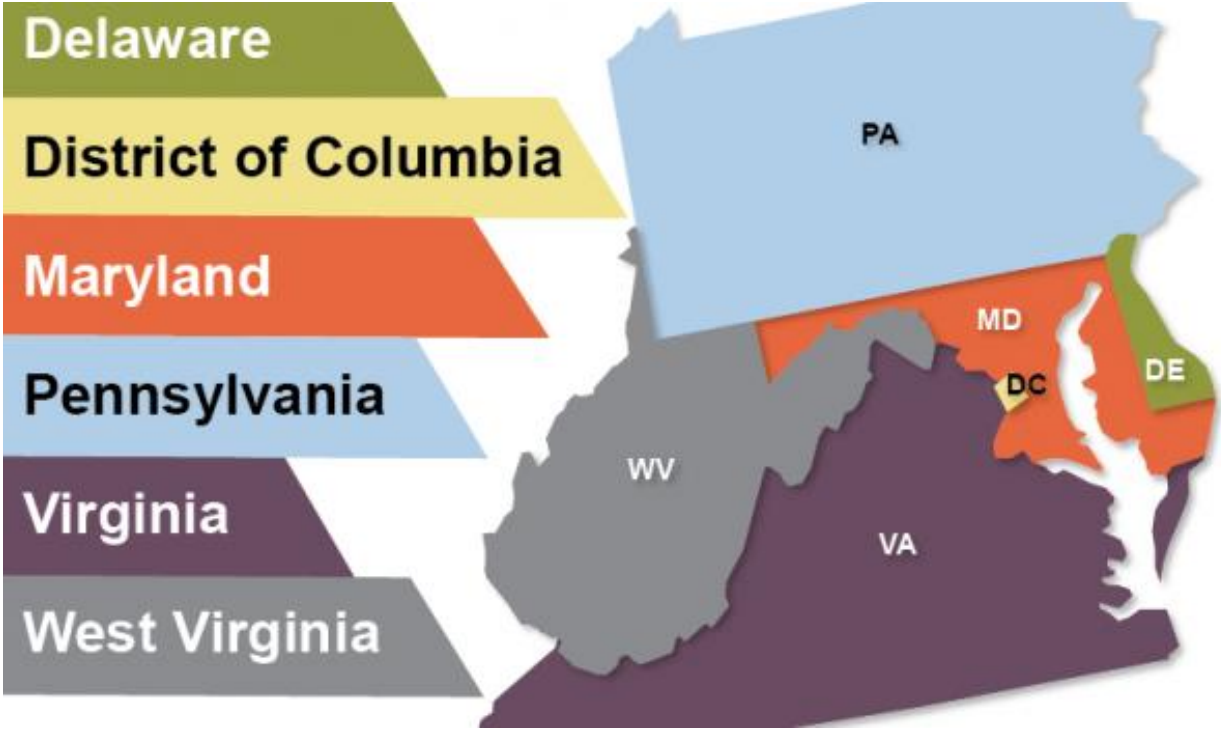 Delaware
District of Columbia
Maryland
Pennsylvania
Virginia
West Virginia
PA
MD
DC
DE
WV
VA